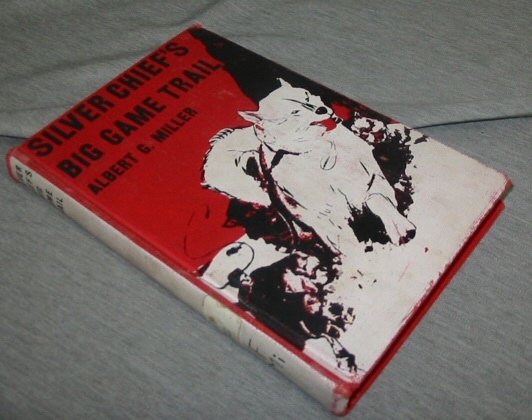 SILVER CHIEF'S
BIG GAME TRAIL
ALBERT G. MILLER